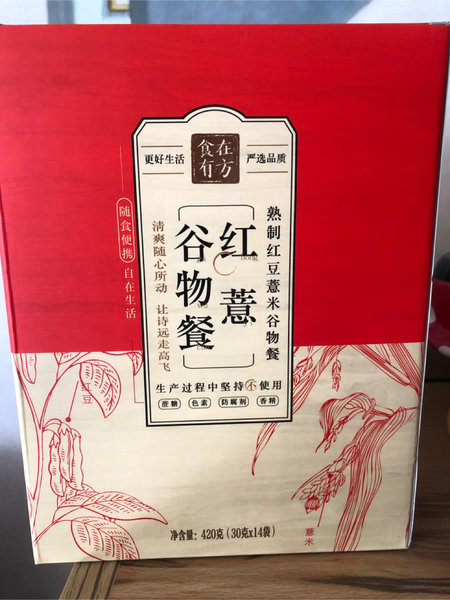 更好生活
食在有方
严选品质
熟制红豆薏米谷物餐
红薏
谷物餐
清爽随心所动 让诗远走高飞
随食便携 自在生活
生产过程中坚持不使用
蔗糖 色素 防腐剂 香精
红豆
薏米
净含量：420克(30克x14袋)